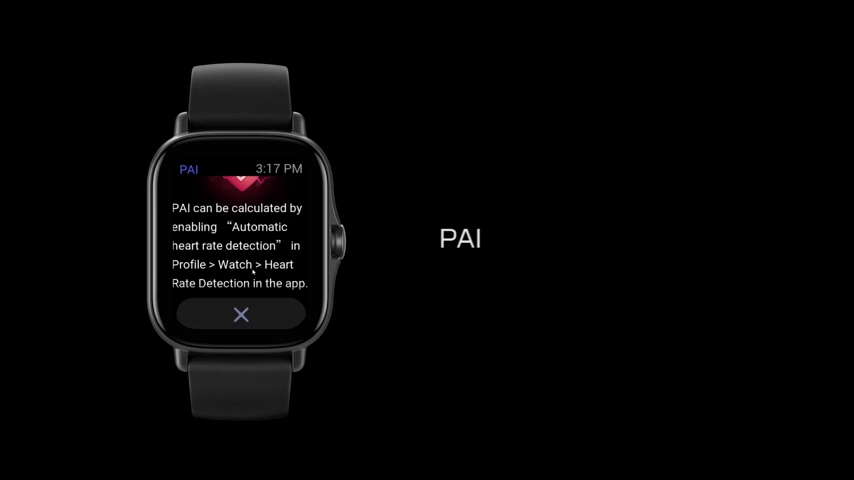 PAI 3:17 PM
PAI can be calculated by
enabling “Automatic
heart rate detection” in
Profile > Watch > Heart
Rate Detection in the app.
PAI